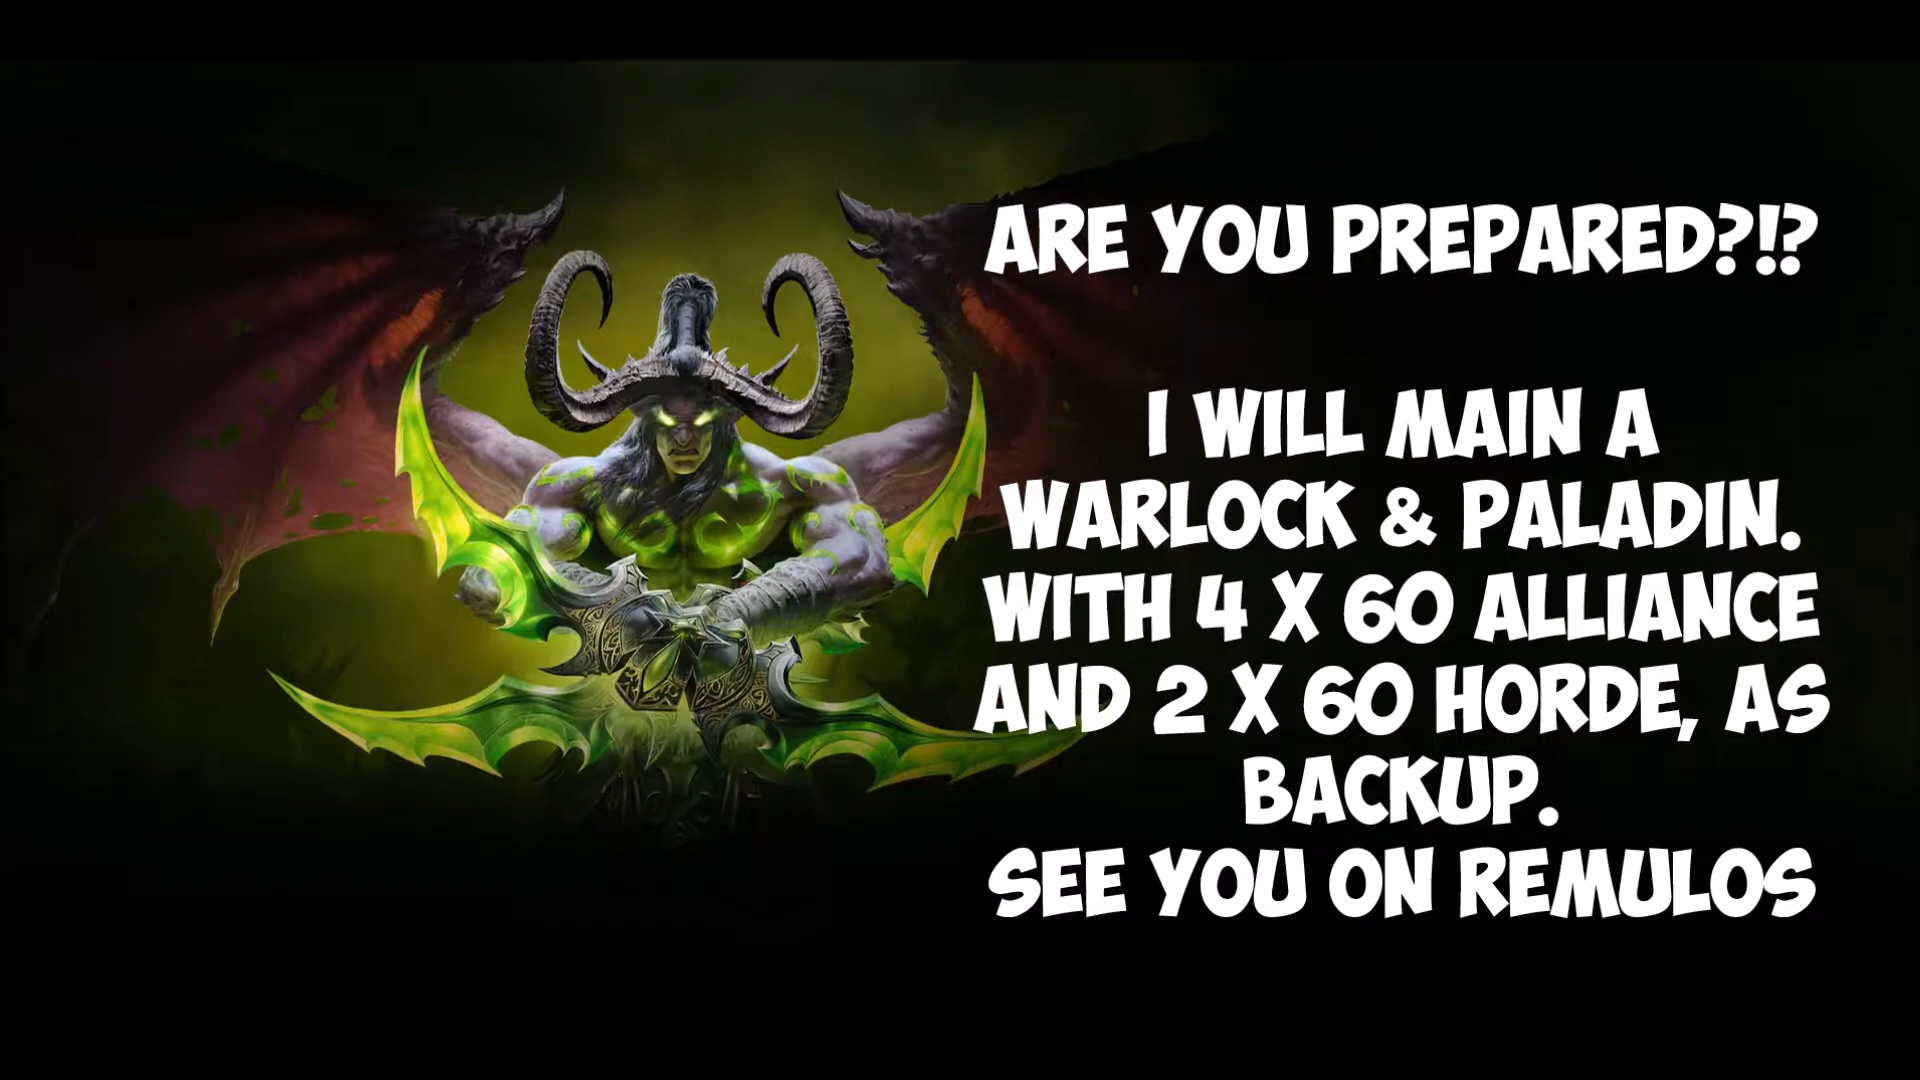 ARE YOU PREPARED?!?
I WILL MAIN A
WARLOCK & PALADIN.
WITH 4 X 60 ALLIANCE
AND 2 X 60 HORDE, AS
BACKUP.
SEE YOU ON REMULOS